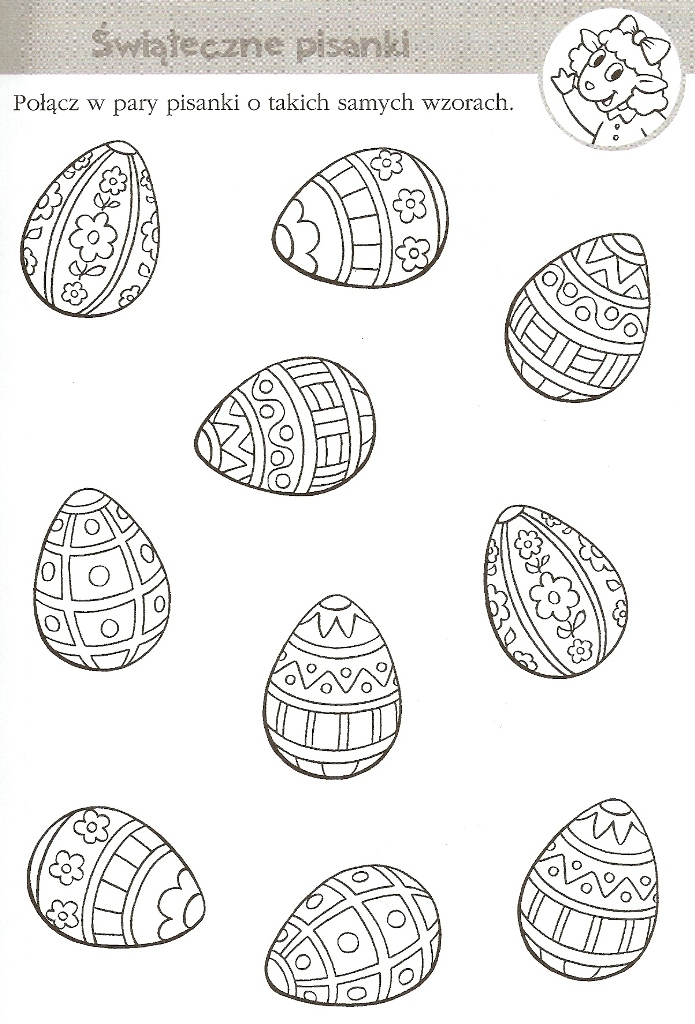 Świąteczne pisanki
Połącz w pary pisanki o takich samych wzorach.